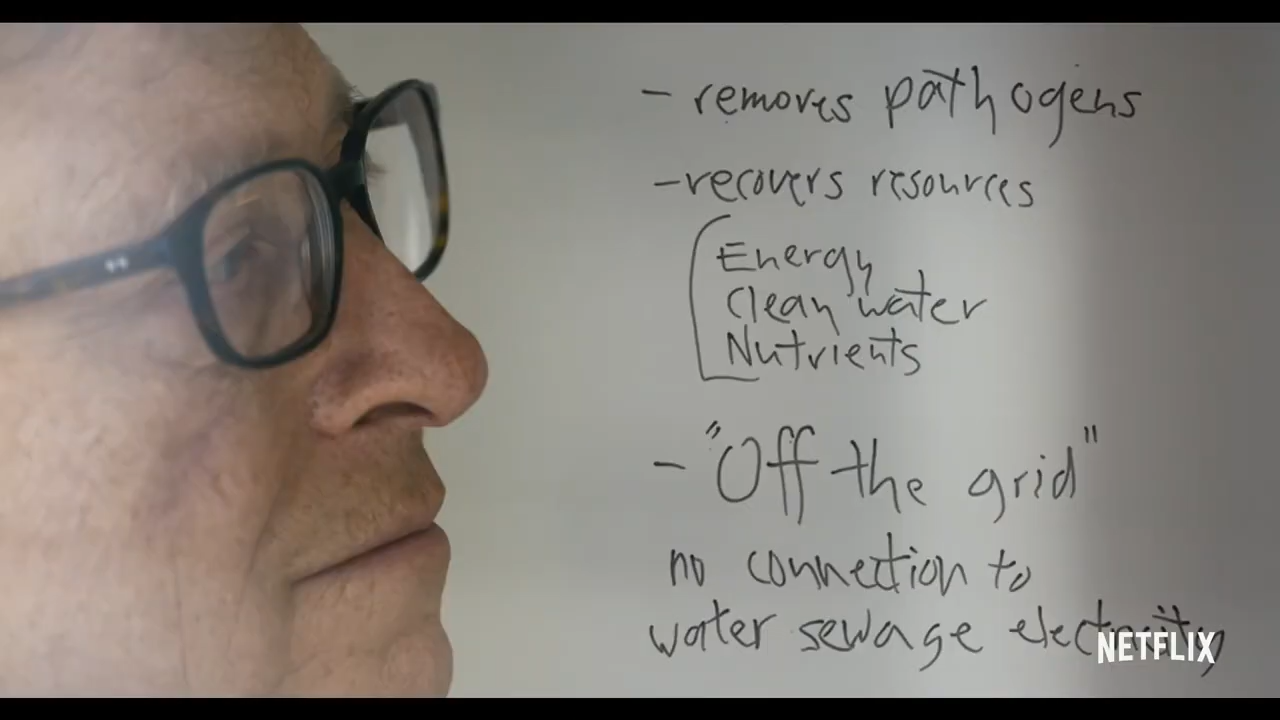 - removes pathogens
- recovers resources
Energy
Clean water
Nutrients
- "Off the grid"
no connection to
water sewage electricity
NETFLIX